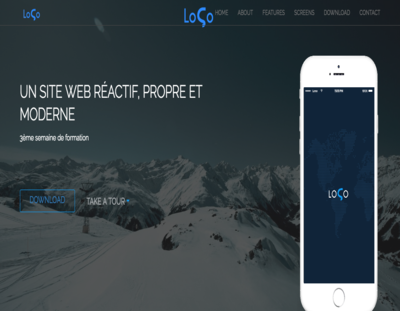 LoGo
LoGo
HOME ABOUT FEATURES SCREENS DOWNLOAD CONTACT
UN SITE WEB RÉACTIF, PROPRE ET
MODERNE
3ème semaine de formation
DOWNLOAD
TAKE A TOUR
LOGO